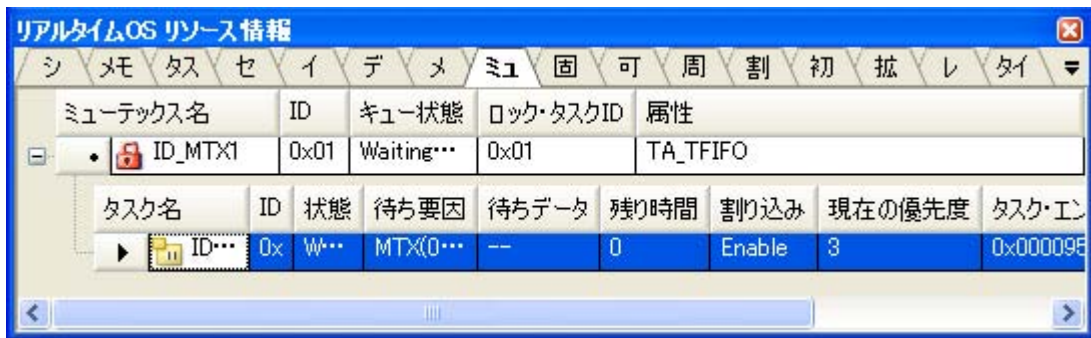 リアルタイムOS リソース情報
シ メモ タス セ イ デ メ ミュ 固 可 周 割 初 拡 レ タイ
ミューテックス名 ID キュー状態 ロック・タスクID 属性
ID_MTX1 0x01 Waiting… 0x01 TA_TFIFO
タスク名 ID 状態 待ち要因 待ちデータ 残り時間 割り込み 現在の優先度 タスク・エン
ID… 0x W… MTX(0… -- 0 Enable 3 0x000098